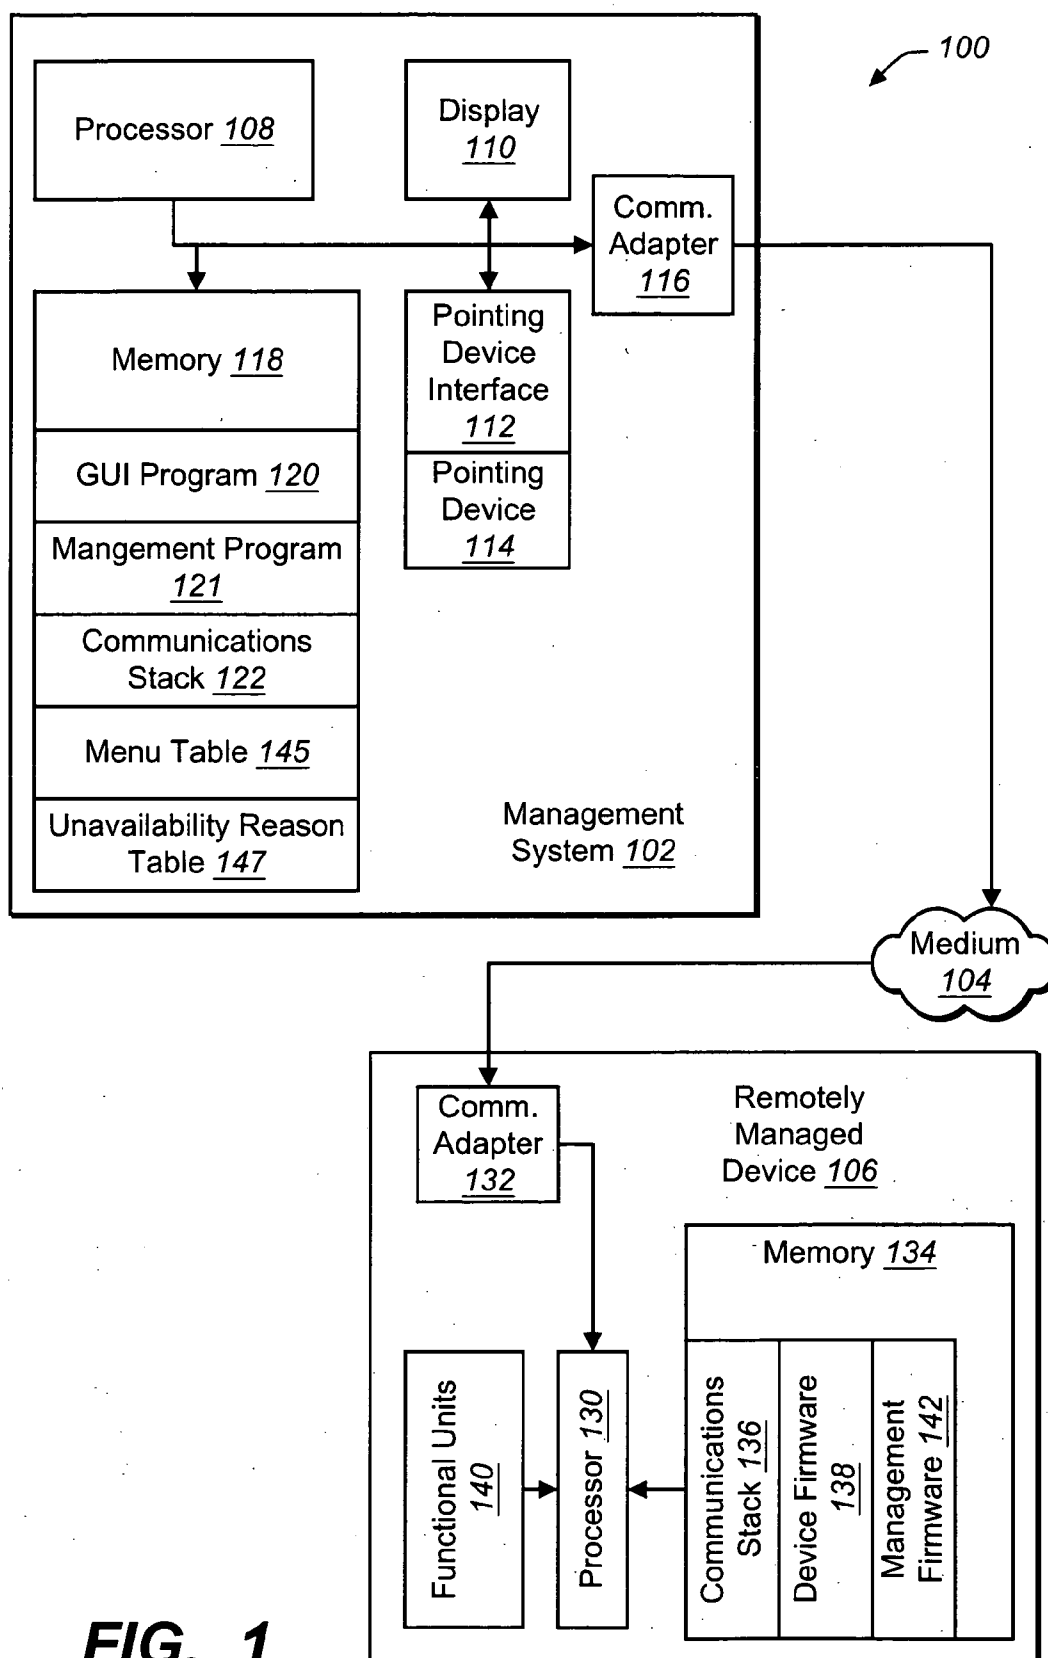 100
Processor 108
Display
110
Comm.
Adapter
116
Memory 118
GUI Program 120
Mangement Program
121
Communications
Stack 122
Menu Table 145
Unavailability Reason
Table 147
Pointing
Device
Interface
112
Pointing
Device
114
Management
System 102
Medium
104
Comm.
Adapter
132
Remotely
Managed
Device 106
Memory 134
Functional Units
140
Processor 130
Communications
Stack 136
Device Firmware
138
Management
Firmware 142
FIG. 1